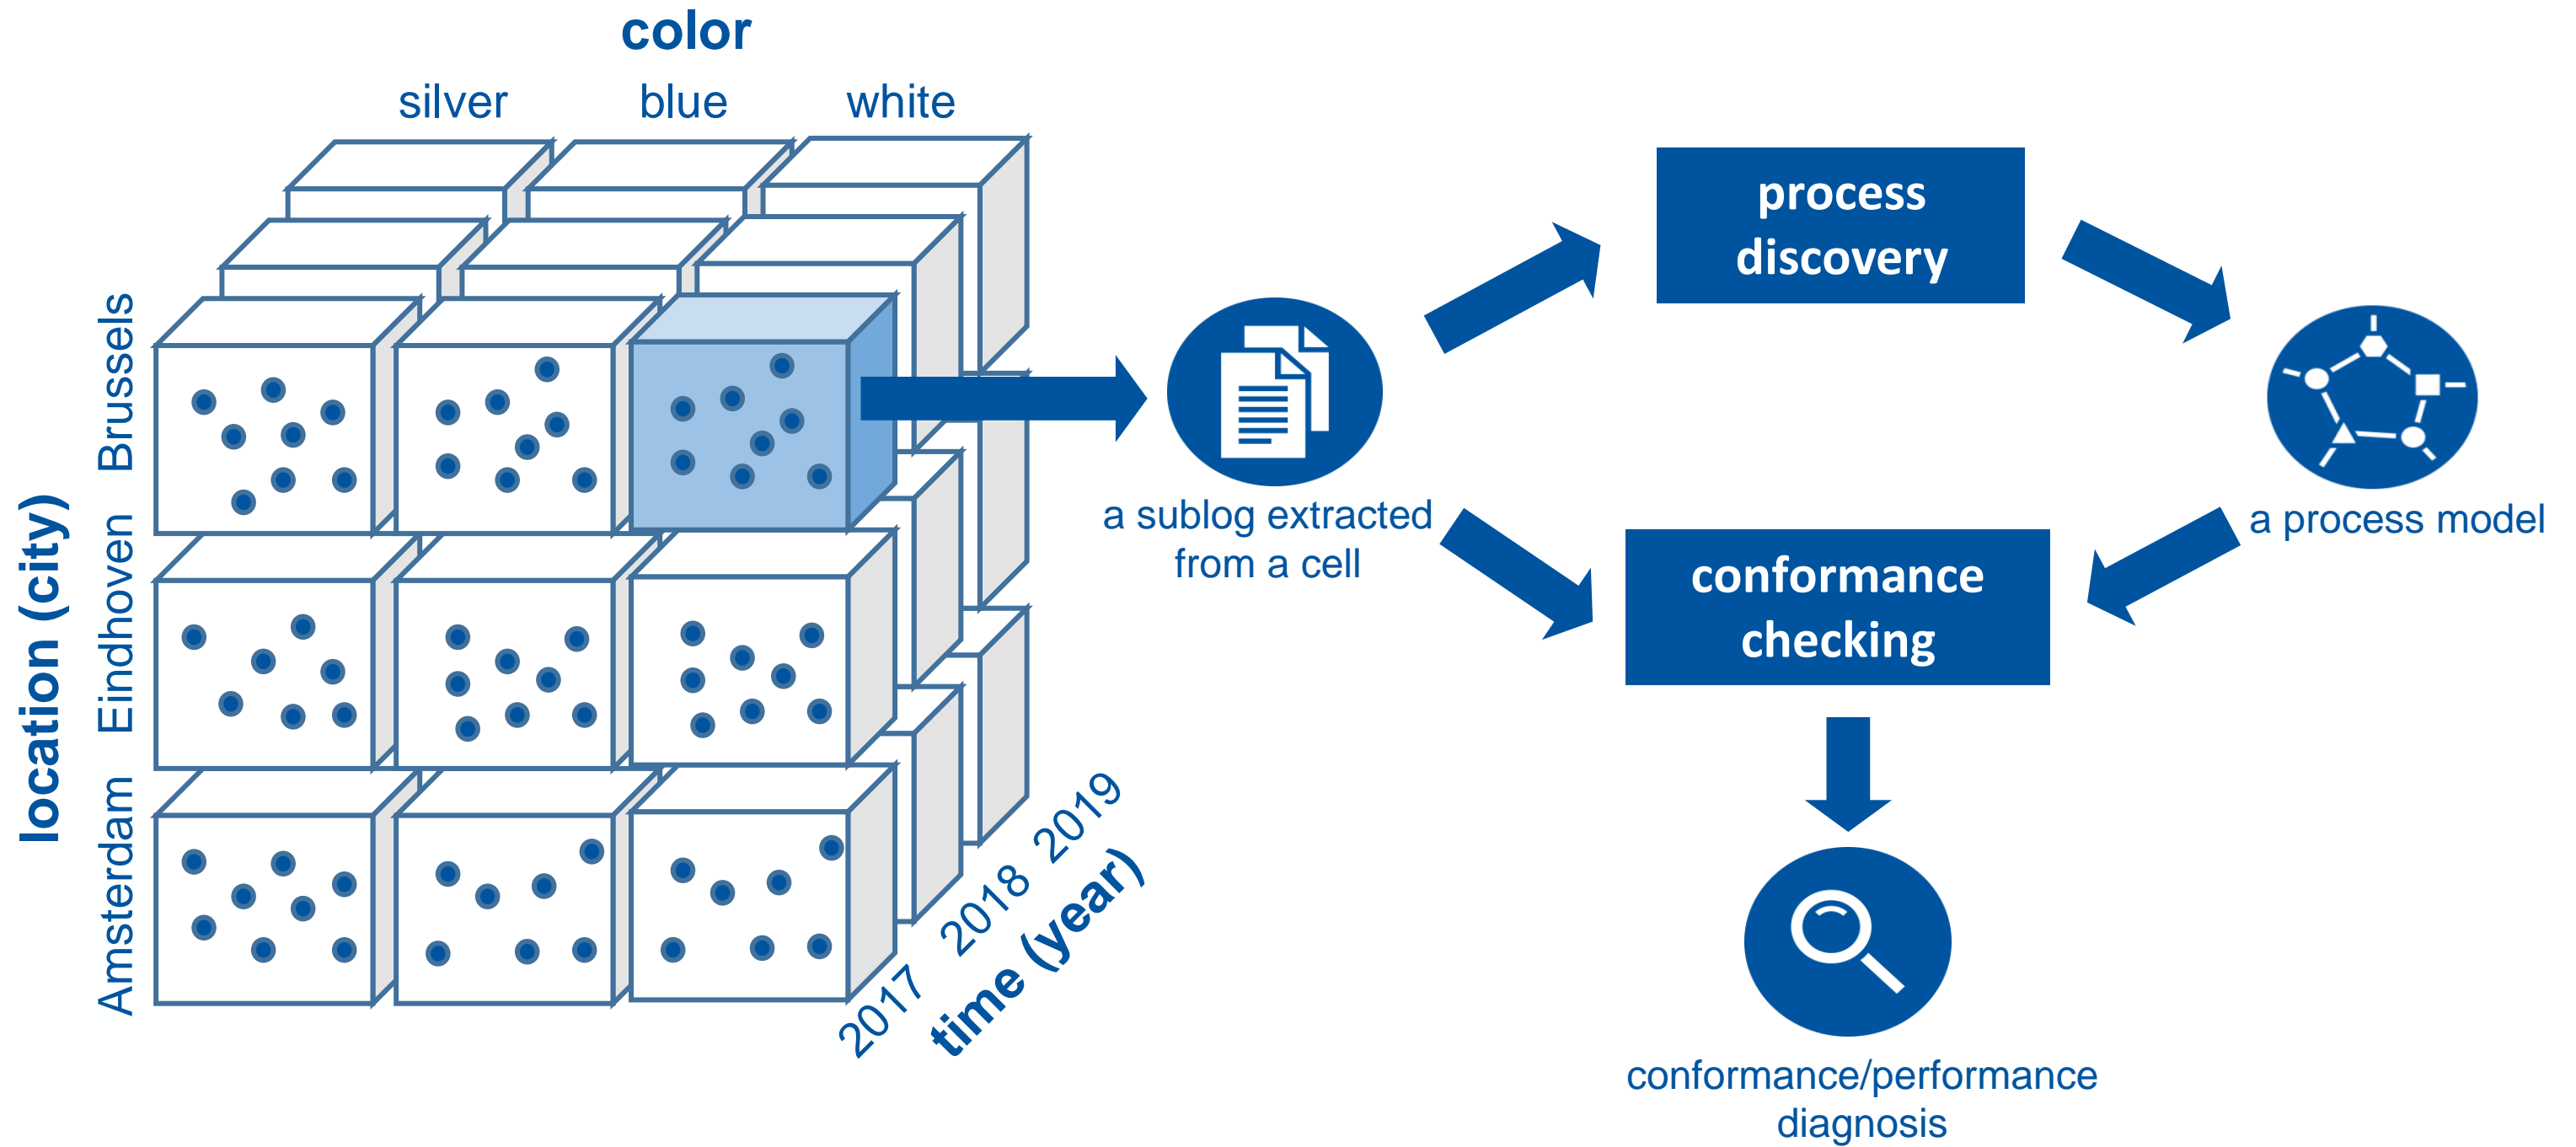 color
silver
blue
white
location (city)
Brussels
Eindhoven
Amsterdam
2017
2018
2019
time (year)
a sublog extracted
from a cell
process
discovery
a process model
conformance
checking
conformance/performance
diagnosis